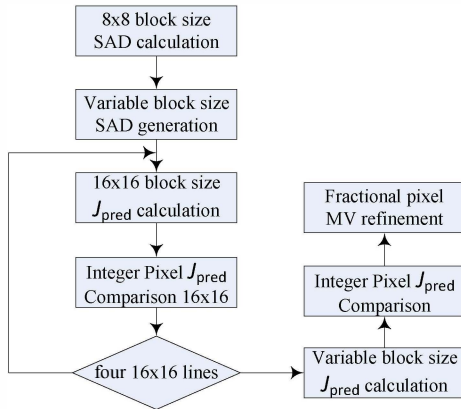 8x8 block size
SAD calculation
Variable block size
SAD generation
16x16 block size
Jpred calculation
Integer Pixel Jpred
Comparison 16x16
four 16x16 lines
Variable block size
Jpred calculation
Integer Pixel Jpred
Comparison
Fractional pixel
MV refinement